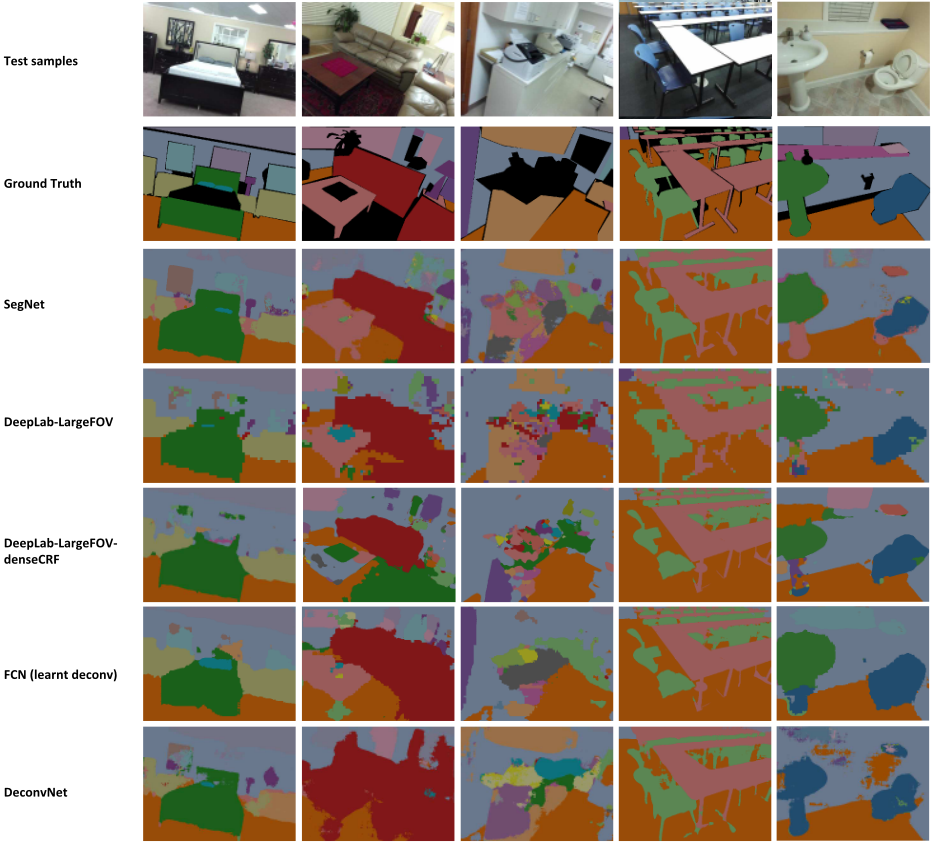 Test samples
Ground Truth
SegNet
DeepLab-LargeFOV
DeepLab-LargeFOV-
denseCRF
FCN (learnt deconv)
DeconvNet